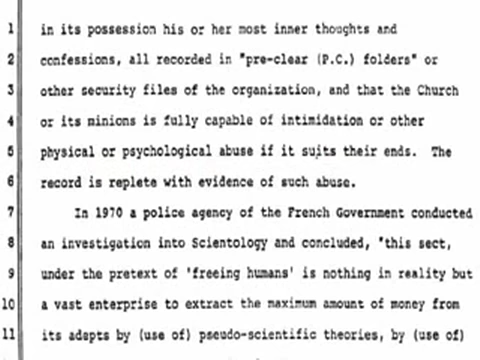 1 in its possession his or her most inner thoughts and
2 confessions, all recorded in "pre-clear (P.C.) folders" or
3 other security files of the organization, and that the Church
4 or its minions is fully capable of intimidation or other
5 physical or psychological abuse if it suits their ends. The
6 record is replete with evidence of such abuse.
7 In 1970 a police agency of the French Government conducted
8 an investigation into Scientology and concluded, "this sect,
9 under the pretext of 'freeing humans' is nothing in reality but
10 a vast enterprise to extract the maximum amount of money from
11 its adepts by (use of) pseudo-scientific theories, by (use of)